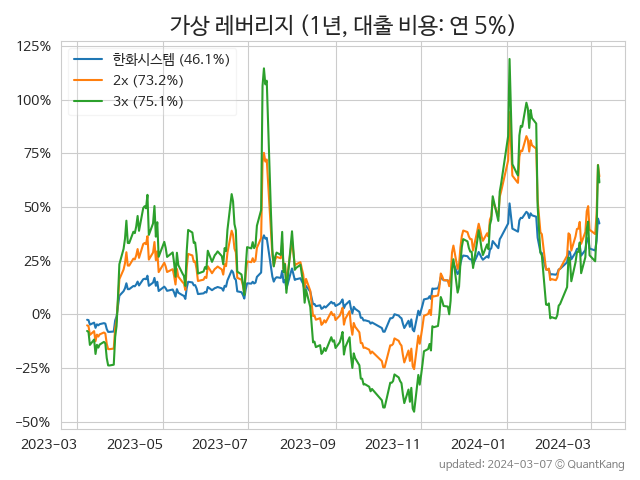 가상 레버리지 (1년, 대출 비용: 연 5%)
125%
100%
75%
50%
25%
0%
−25%
−50%
한화시스템 (46.1%)
2x (73.2%)
3x (75.1%)
2023-03 2023-05 2023-07 2023-09 2023-11 2024-01 2024-03
updated: 2024-03-07 © QuantKang